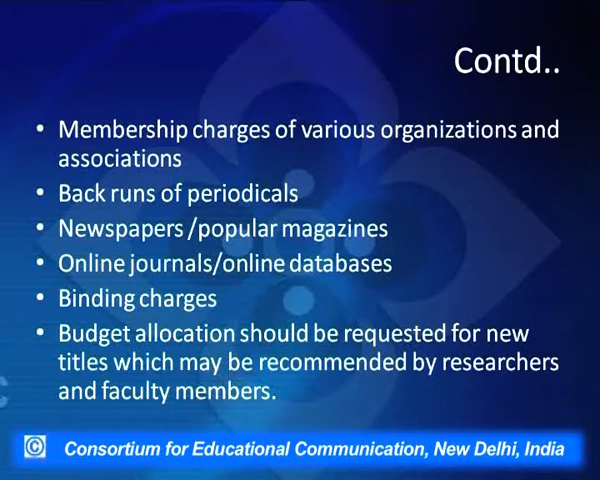 Contd..
• Membership charges of various organizations and
associations
• Back runs of periodicals
• Newspapers /popular magazines
• Online journals/online databases
• Binding charges
• Budget allocation should be requested for new
titles which may be recommended by researchers
and faculty members.
© Consortium for Educational Communication, New Delhi, India